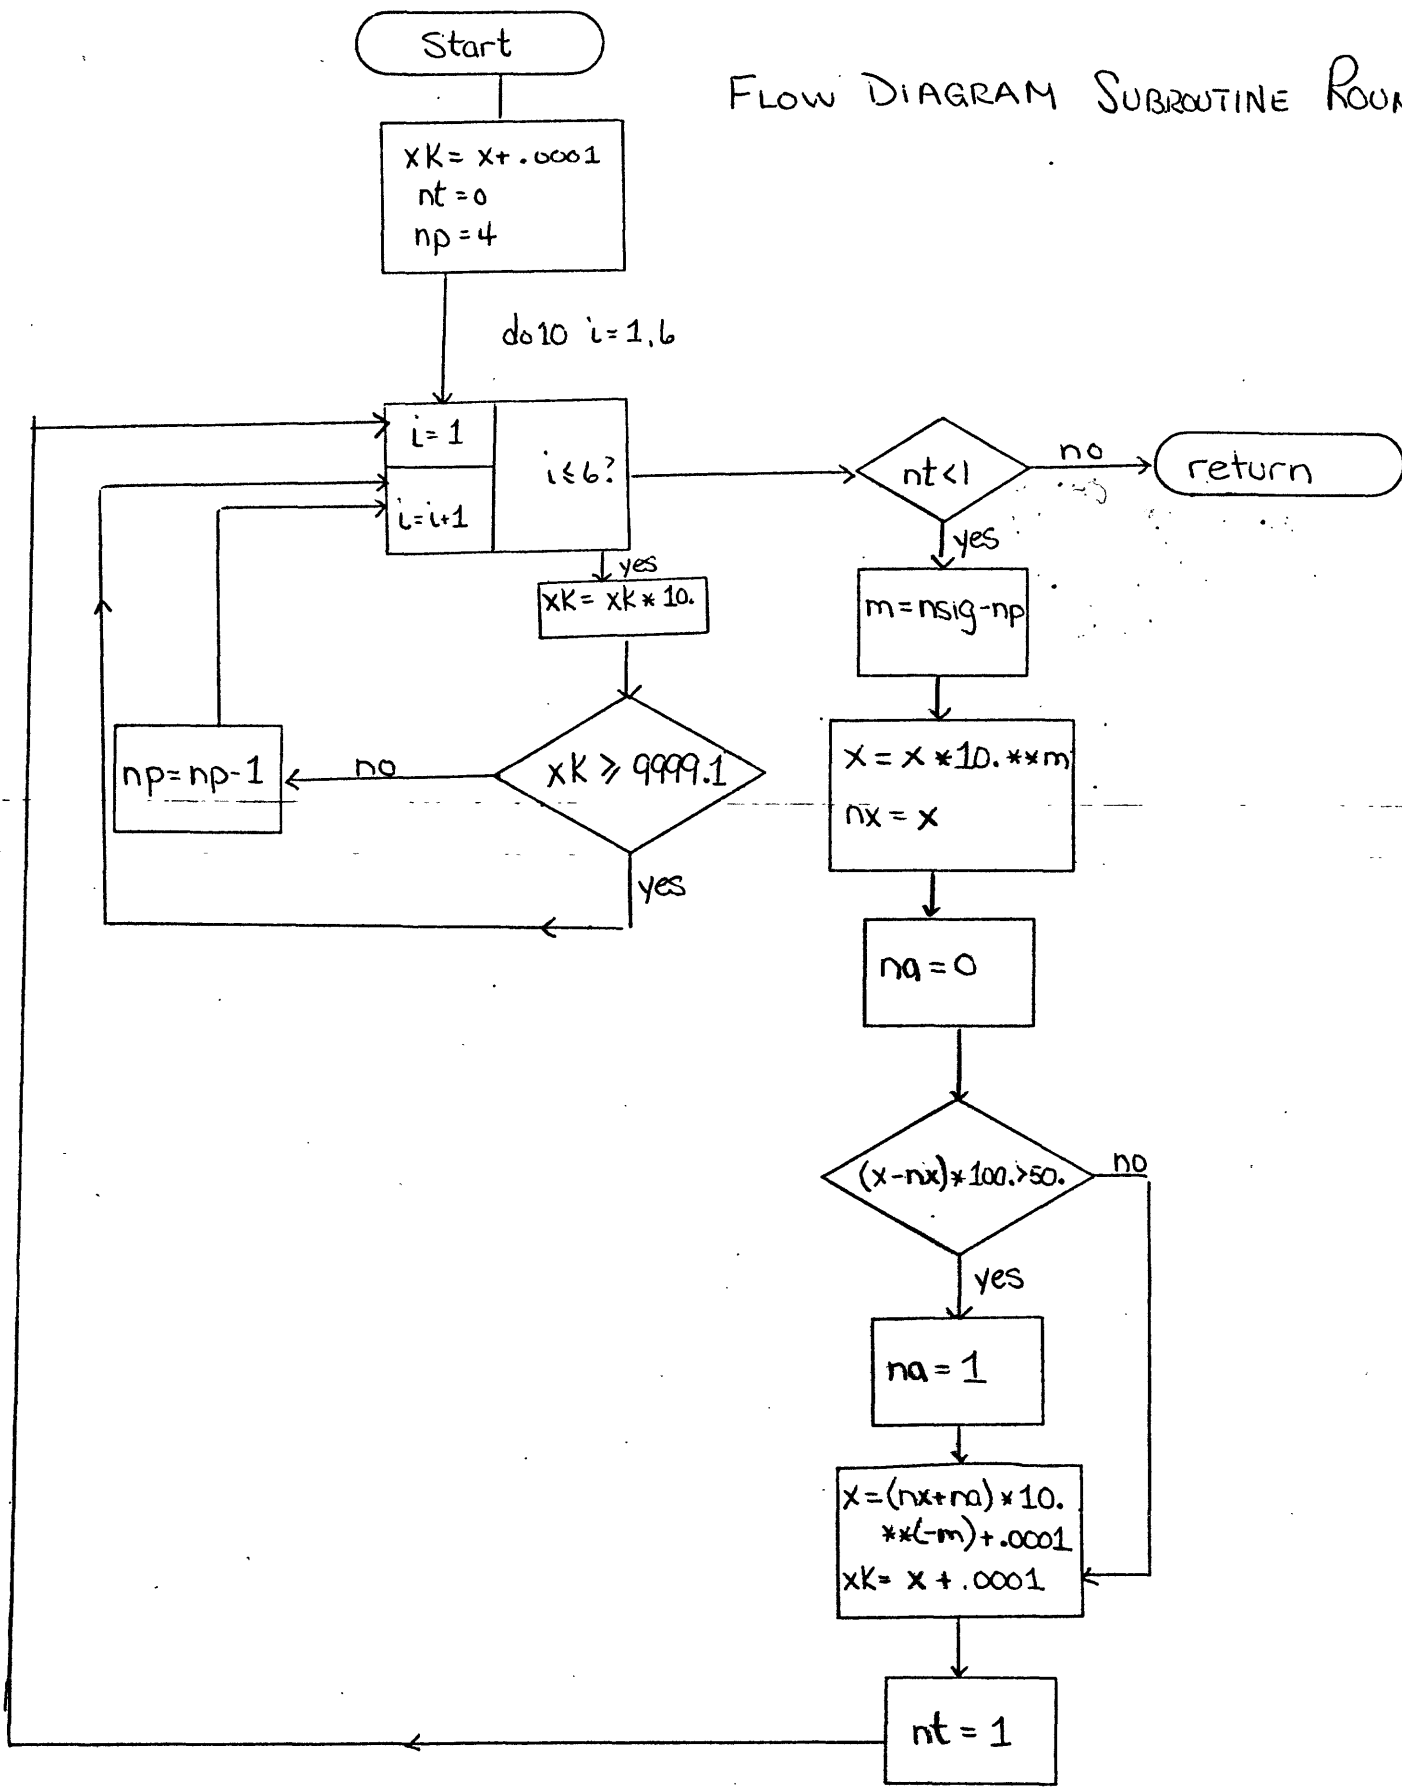 Start
FLOW DIAGRAM SUBROUTINE
xK = x+.0001
nt = 0
np = 4
do 10 i = 1,6
i = 1
i ≤ 6?
i = i+1
nt < 1
no
return
yes
yes
xK = xK * 10.
m = nsig - np
x = x * 10. ** m
nx = x
xK ≥ 9999.1
no
np = np - 1
yes
na = 0
(x - nx) * 100. > 50.
no
yes
na = 1
x = (nx + na) * 10.
** (-m) + .0001
xK = x + .0001
nt = 1